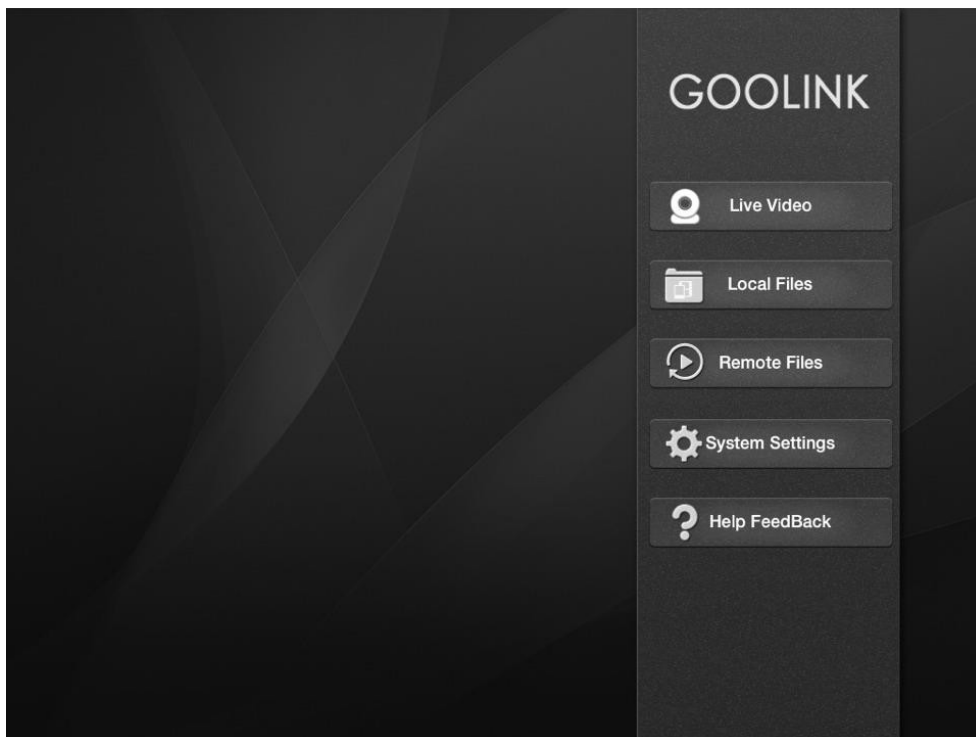 GOOLINK
Live Video
Local Files
Remote Files
System Settings
Help FeedBack